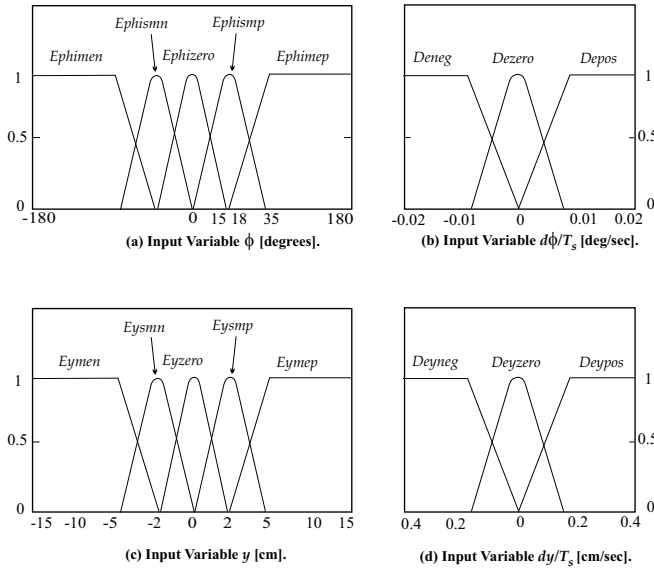 Ephismn Ephismp
Ephimen Ephizero Ephimep
1
0.5
0
-180 0 15 18 35 180
(a) Input Variable ϕ [degrees].
Deneg Dezero Depos
1
0.5
0
-0.02 -0.01 0 0.01 0.02
(b) Input Variable dϕ/Ts [deg/sec].
Eysmn Eysmp
Eymen Eyzero Eymep
1
0.5
0
-15 -10 -5 -2 0 2 5 10 15
(c) Input Variable y [cm].
Deyneg Deyzero Deypos
1
0.5
0
0.4 0.2 0 0.2 0.4
(d) Input Variable dy/Ts [cm/sec].